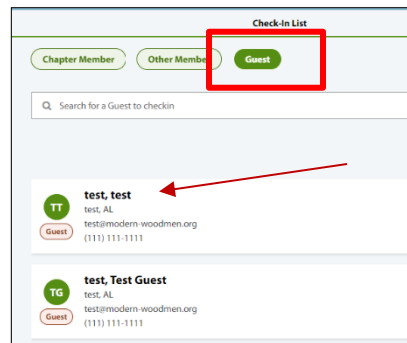 Check-In List
Chapter Member Other Member Guest
Search for a Guest to checkin
TT
Guest
test, test
test, AL
test@modern-woodmen.org
(111) 111-1111
TG
Guest
test, Test Guest
test, AL
test@modern-woodmen.org
(111) 111-1111